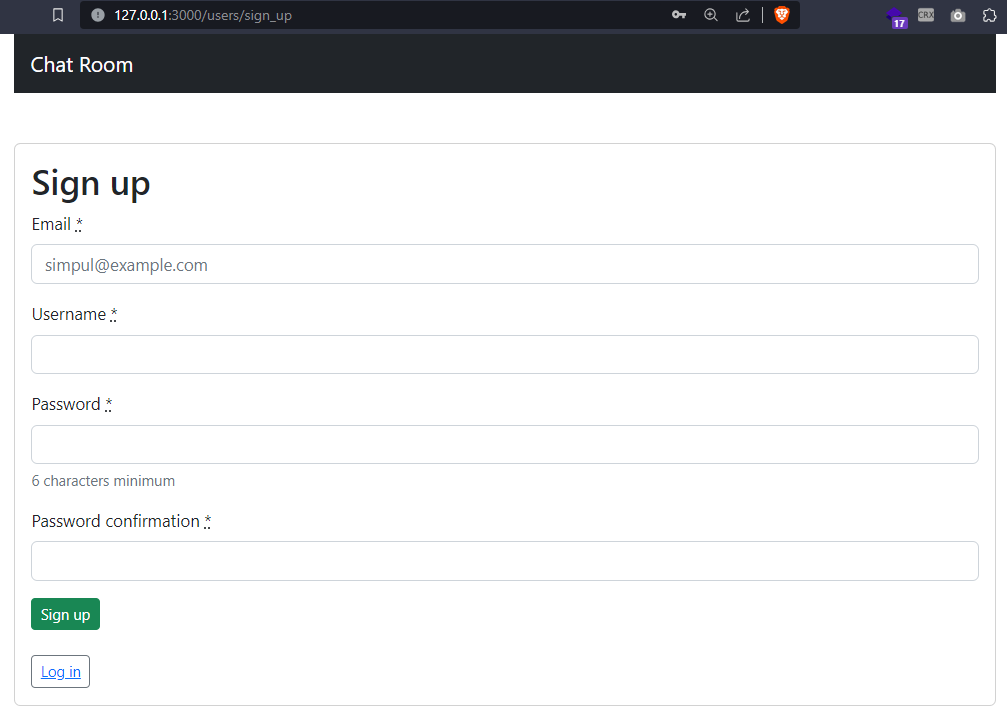 127.0.0.1:3000/users/sign_up
17
CRX
Chat Room
Sign up
Email *
simpul@example.com
Username *
Password *
6 characters minimum
Password confirmation *
Sign up
Log in